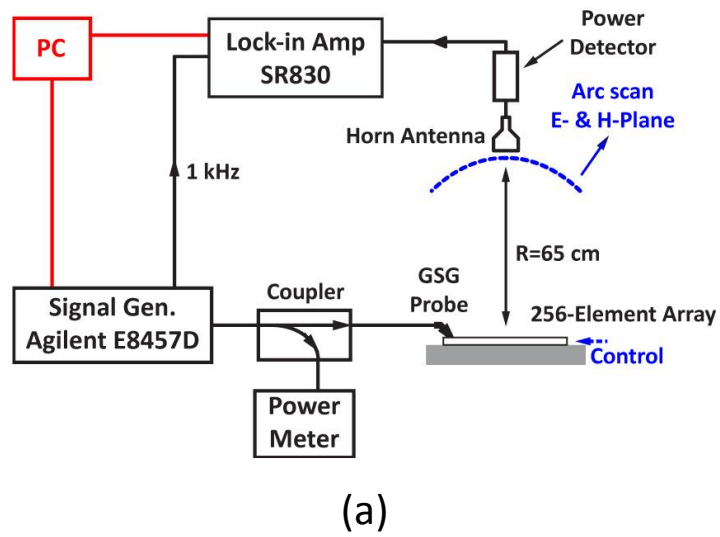 PC
Lock-in Amp
SR830
Power
Detector
Arc scan
E- & H-Plane
Horn Antenna
1 kHz
R=65 cm
Signal Gen.
Agilent E8457D
Coupler
GSG
Probe
256-Element Array
Control
Power
Meter
(a)